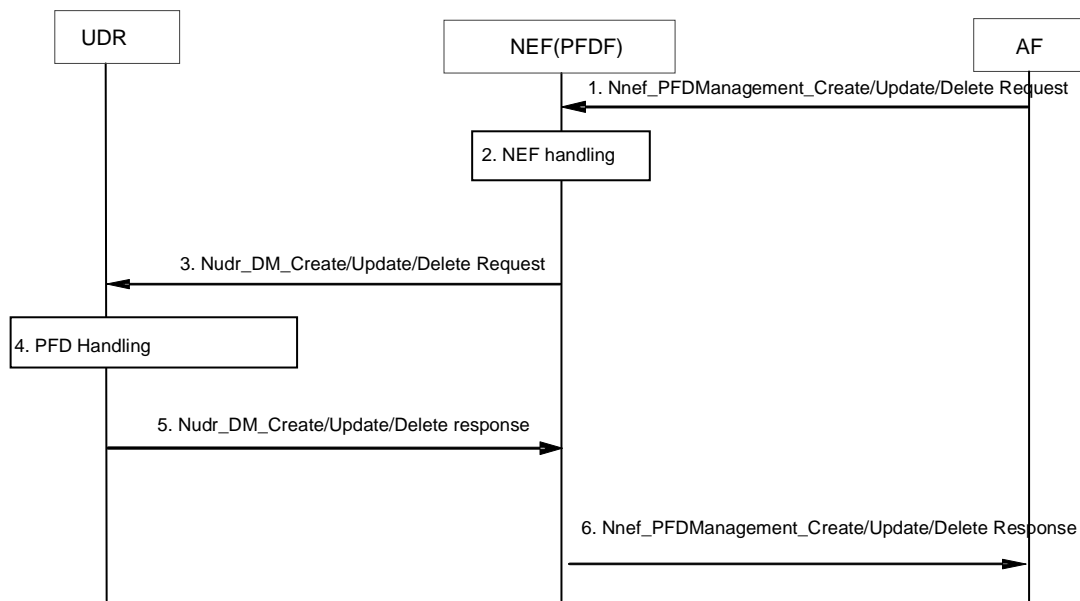 UDR
NEF(PFDF)
AF
1. Nnef_PFDManagement_Create/Update/Delete Request
2. NEF handling
3. Nudr_DM_Create/Update/Delete Request
4. PFD Handling
5. Nudr_DM_Create/Update/Delete response
6. Nnef_PFDManagement_Create/Update/Delete Response